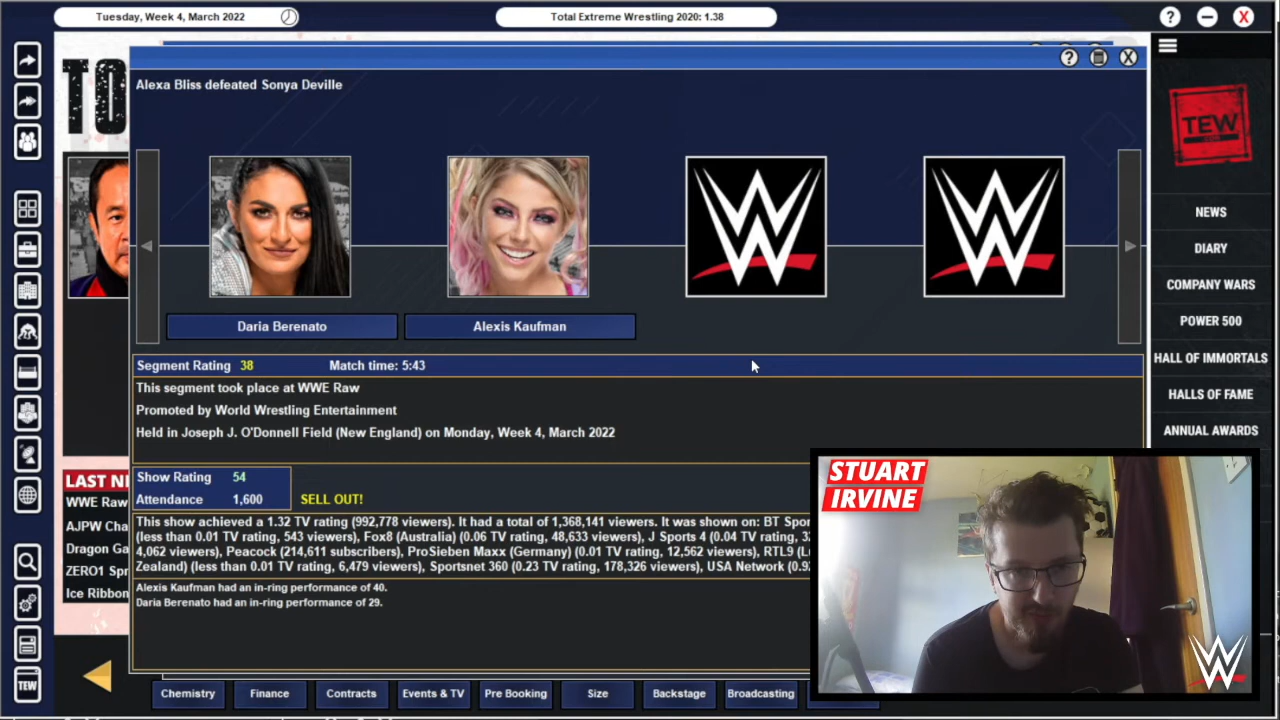 Tuesday, Week 4, March 2022
Total Extreme Wrestling 2020: 1.38
?
X
TO
?
X
Alexa Bliss defeated Sonya Deville
TEW
.COM
NEWS
DIARY
COMPANY WARS
POWER 500
HALL OF IMMORTALS
HALLS OF FAME
ANNUAL AWARDS
Daria Berenato
Alexis Kaufman
Segment Rating 38 Match time: 5:43
This segment took place at WWE Raw
Promoted by World Wrestling Entertainment
Held in Joseph J. O'Donnell Field (New England) on Monday, Week 4, March 2022
Show Rating 54
Attendance 1,600 SELL OUT!
This show achieved a 1.32 TV rating (992,778 viewers). It had a total of 1,368,141 viewers. It was shown on: BT Spor
(less than 0.01 TV rating, 543 viewers), Fox8 (Australia) (0.06 TV rating, 48,633 viewers), J Sports 4 (0.04 TV rating, 32
4,062 viewers), Peacock (214,611 subscribers), ProSieben Maxx (Germany) (0.01 TV rating, 12,562 viewers), RTL9 (L
Zealand) (less than 0.01 TV rating, 6,479 viewers), Sportsnet 360 (0.23 TV rating, 178,326 viewers), USA Network (0.92
Alexis Kaufman had an in-ring performance of 40.
Daria Berenato had an in-ring performance of 29.
LAST NI
WWE Raw
AJPW Cha
Dragon Ga
ZERO1 Spr
Ice Ribbon
STUART
IRVINE
TEW
Chemistry
Finance
Contracts
Events & TV
Pre Booking
Size
Backstage
Broadcasting